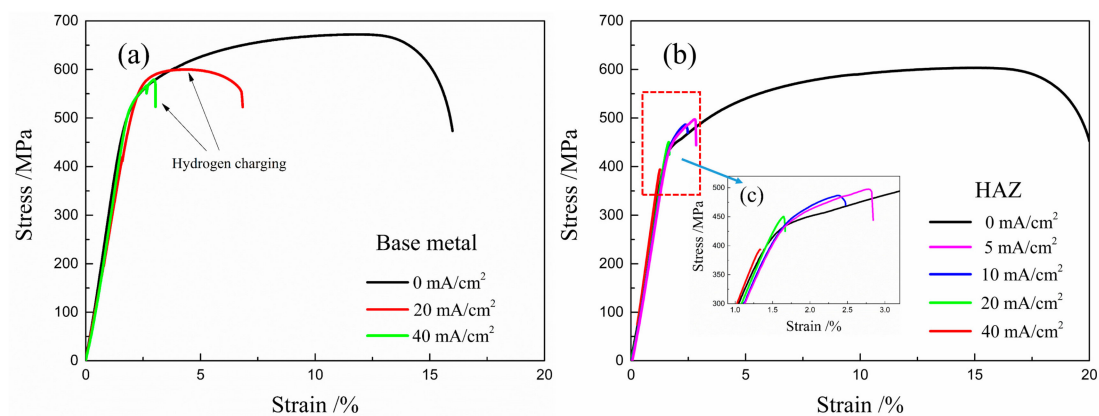 (a)
Stress /MPa
700
600
500
400
300
200
100
0
Hydrogen charging
Base metal
0 mA/cm²
20 mA/cm²
40 mA/cm²
0
5
10
15
20
Strain /%
(b)
Stress /MPa
700
600
500
400
300
200
100
0
HAZ
0 mA/cm²
5 mA/cm²
10 mA/cm²
20 mA/cm²
40 mA/cm²
(c)
Stress /MPa
500
450
400
350
300
1.0
1.5
2.0
2.5
3.0
Strain /%
0
5
10
15
20
Strain /%